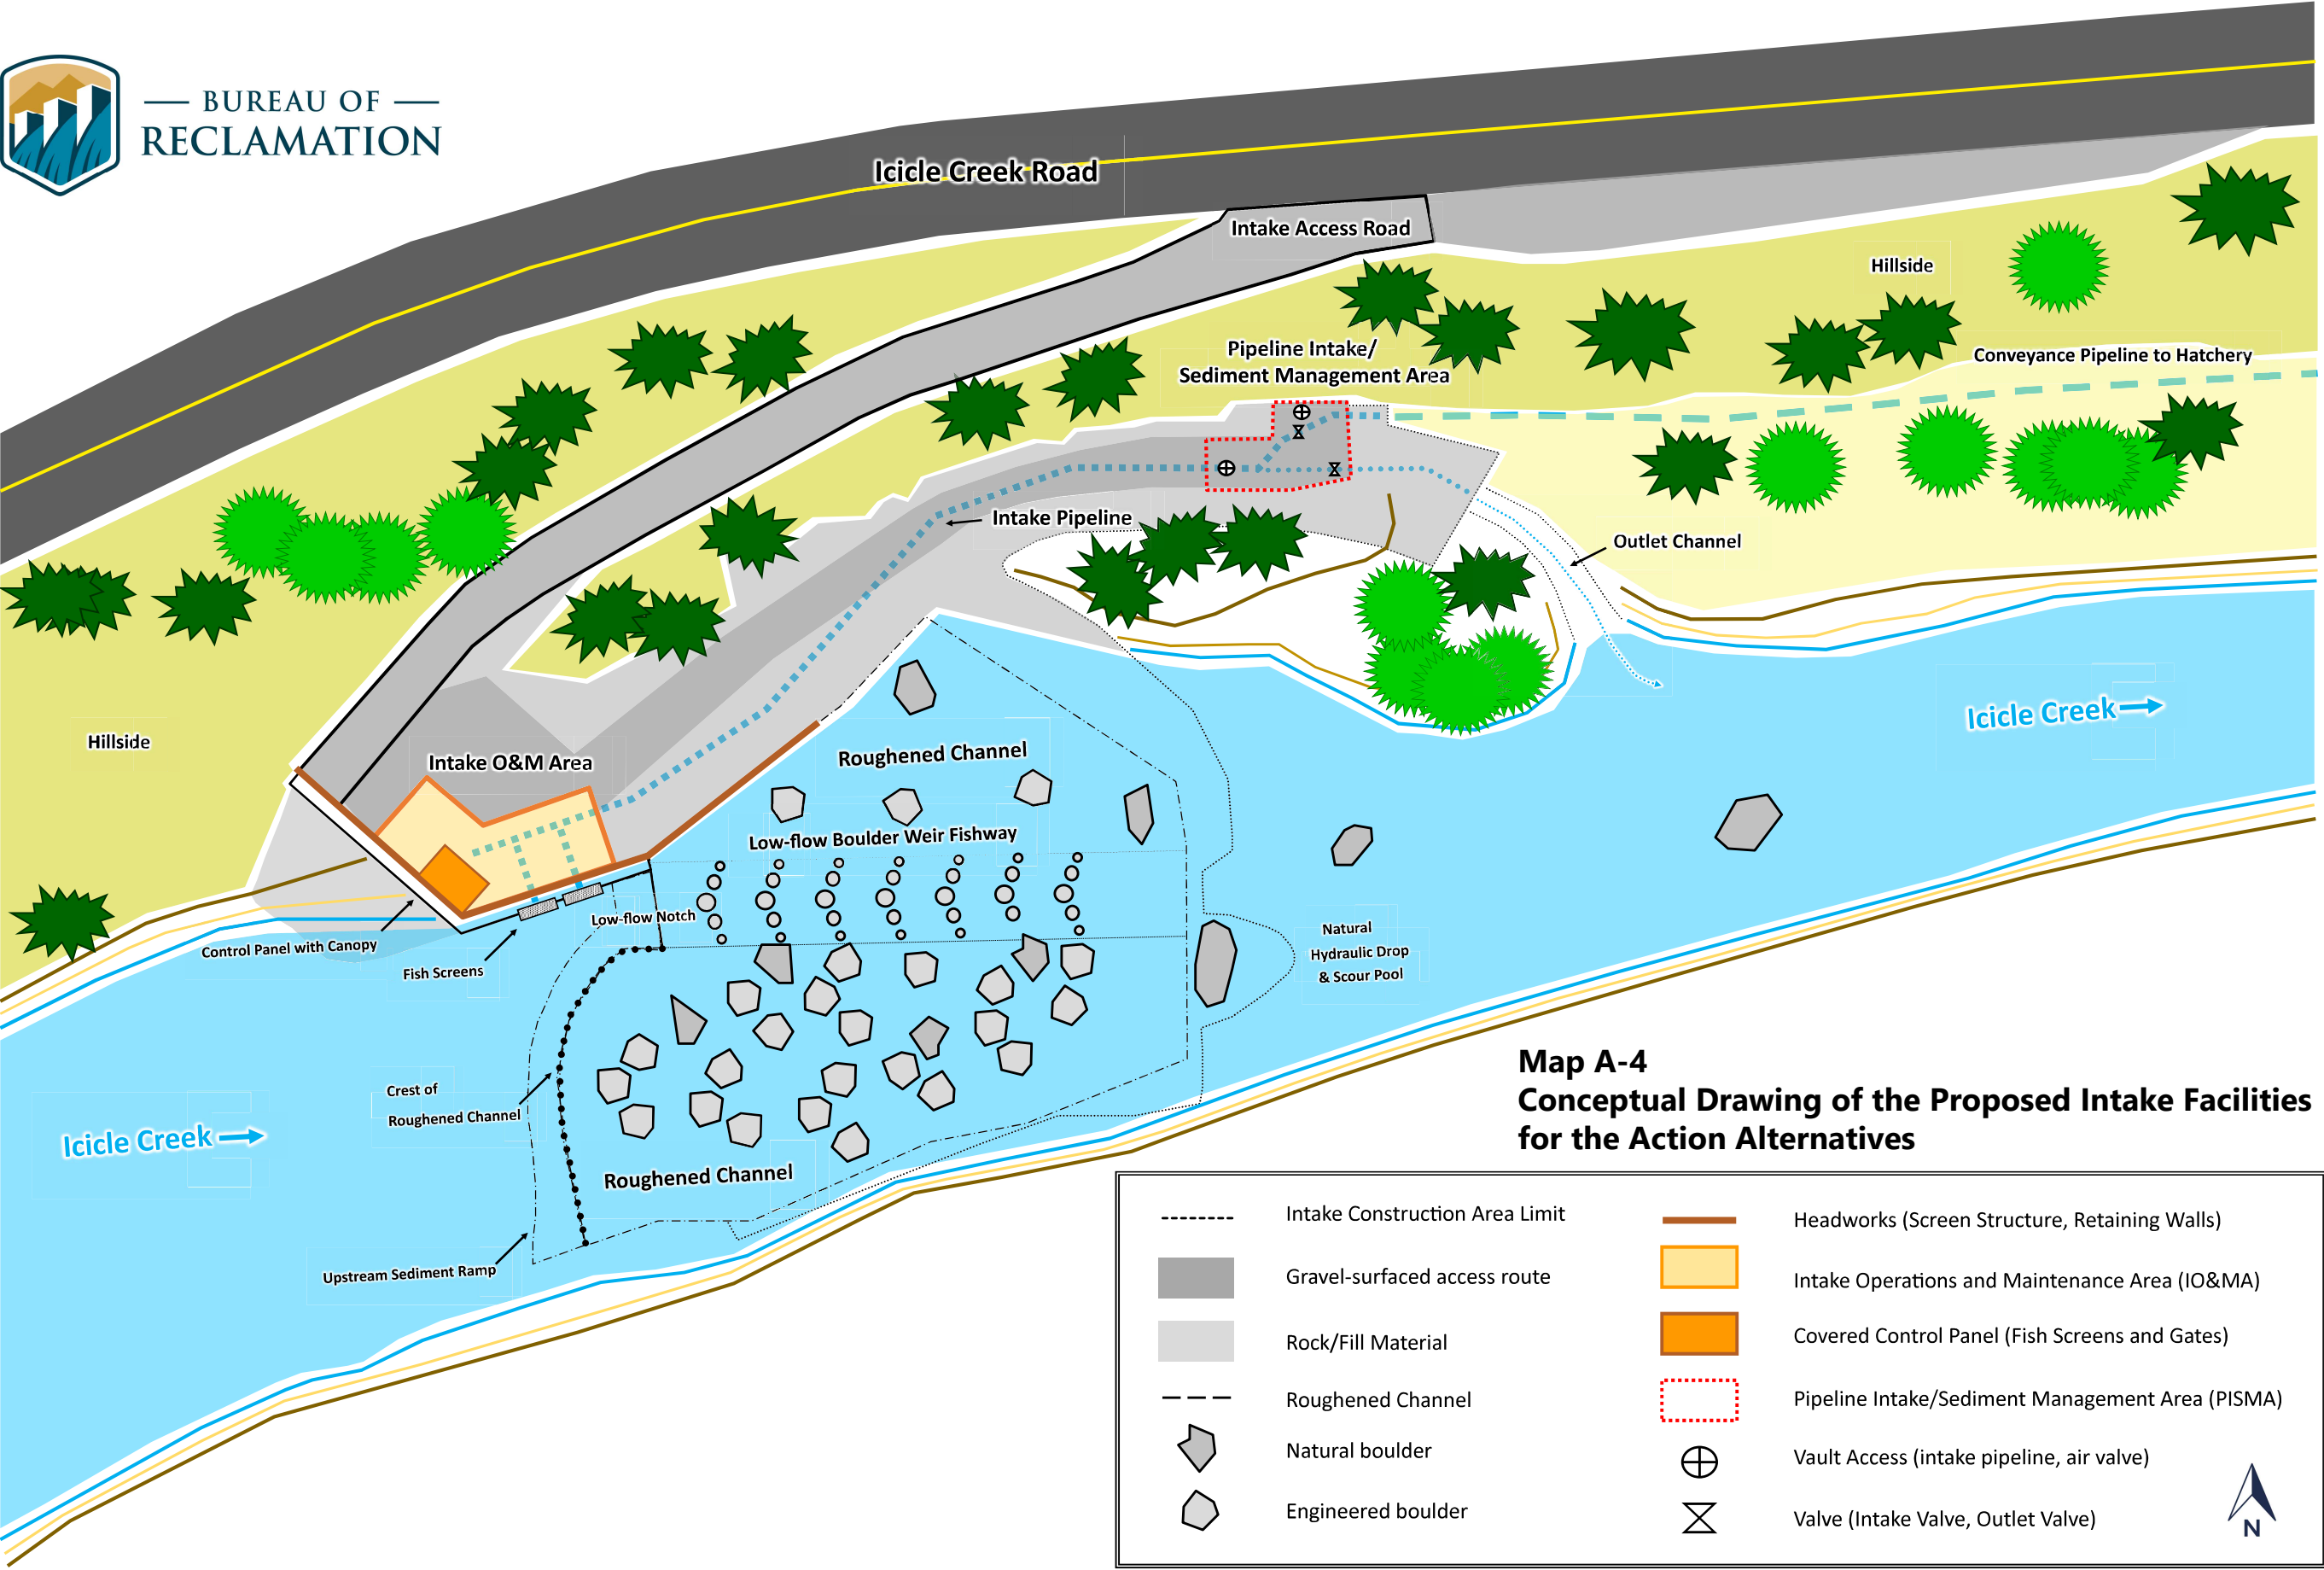 BUREAU OF
RECLAMATION
Icicle Creek Road
Intake Access Road
Hillside
Pipeline Intake/
Sediment Management Area
Conveyance Pipeline to Hatchery
Intake Pipeline
Outlet Channel
Icicle Creek
Hillside
Intake O&M Area
Roughened Channel
Low-flow Boulder Weir Fishway
Low-flow Notch
Control Panel with Canopy
Fish Screens
Natural
Hydraulic Drop
& Scour Pool
Crest of
Roughened Channel
Icicle Creek
Roughened Channel
Upstream Sediment Ramp
Map A-4
Conceptual Drawing of the Proposed Intake Facilities
for the Action Alternatives
Intake Construction Area Limit
Gravel-surfaced access route
Rock/Fill Material
Roughened Channel
Natural boulder
Engineered boulder
Headworks (Screen Structure, Retaining Walls)
Intake Operations and Maintenance Area (IO&MA)
Covered Control Panel (Fish Screens and Gates)
Pipeline Intake/Sediment Management Area (PISMA)
Vault Access (intake pipeline, air valve)
Valve (Intake Valve, Outlet Valve)
N